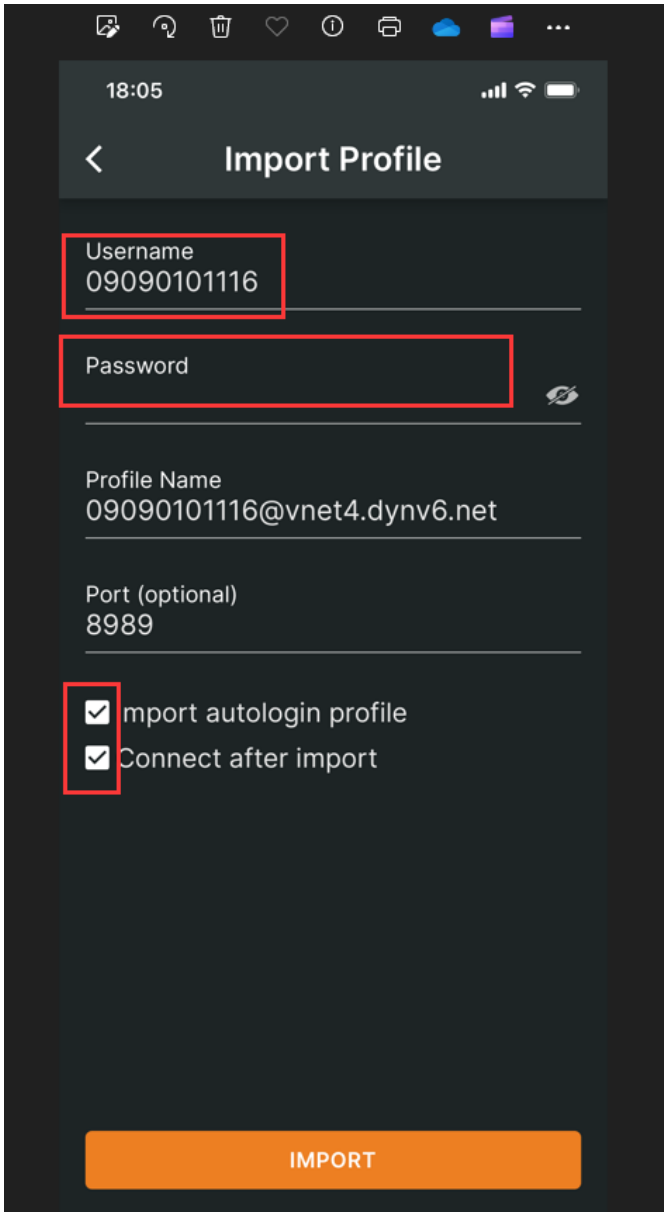 18:05
Import Profile
Username
09090101116
Password
Profile Name
09090101116@vnet4.dynv6.net
Port (optional)
8989
mport autologin profile
Connect after import
IMPORT